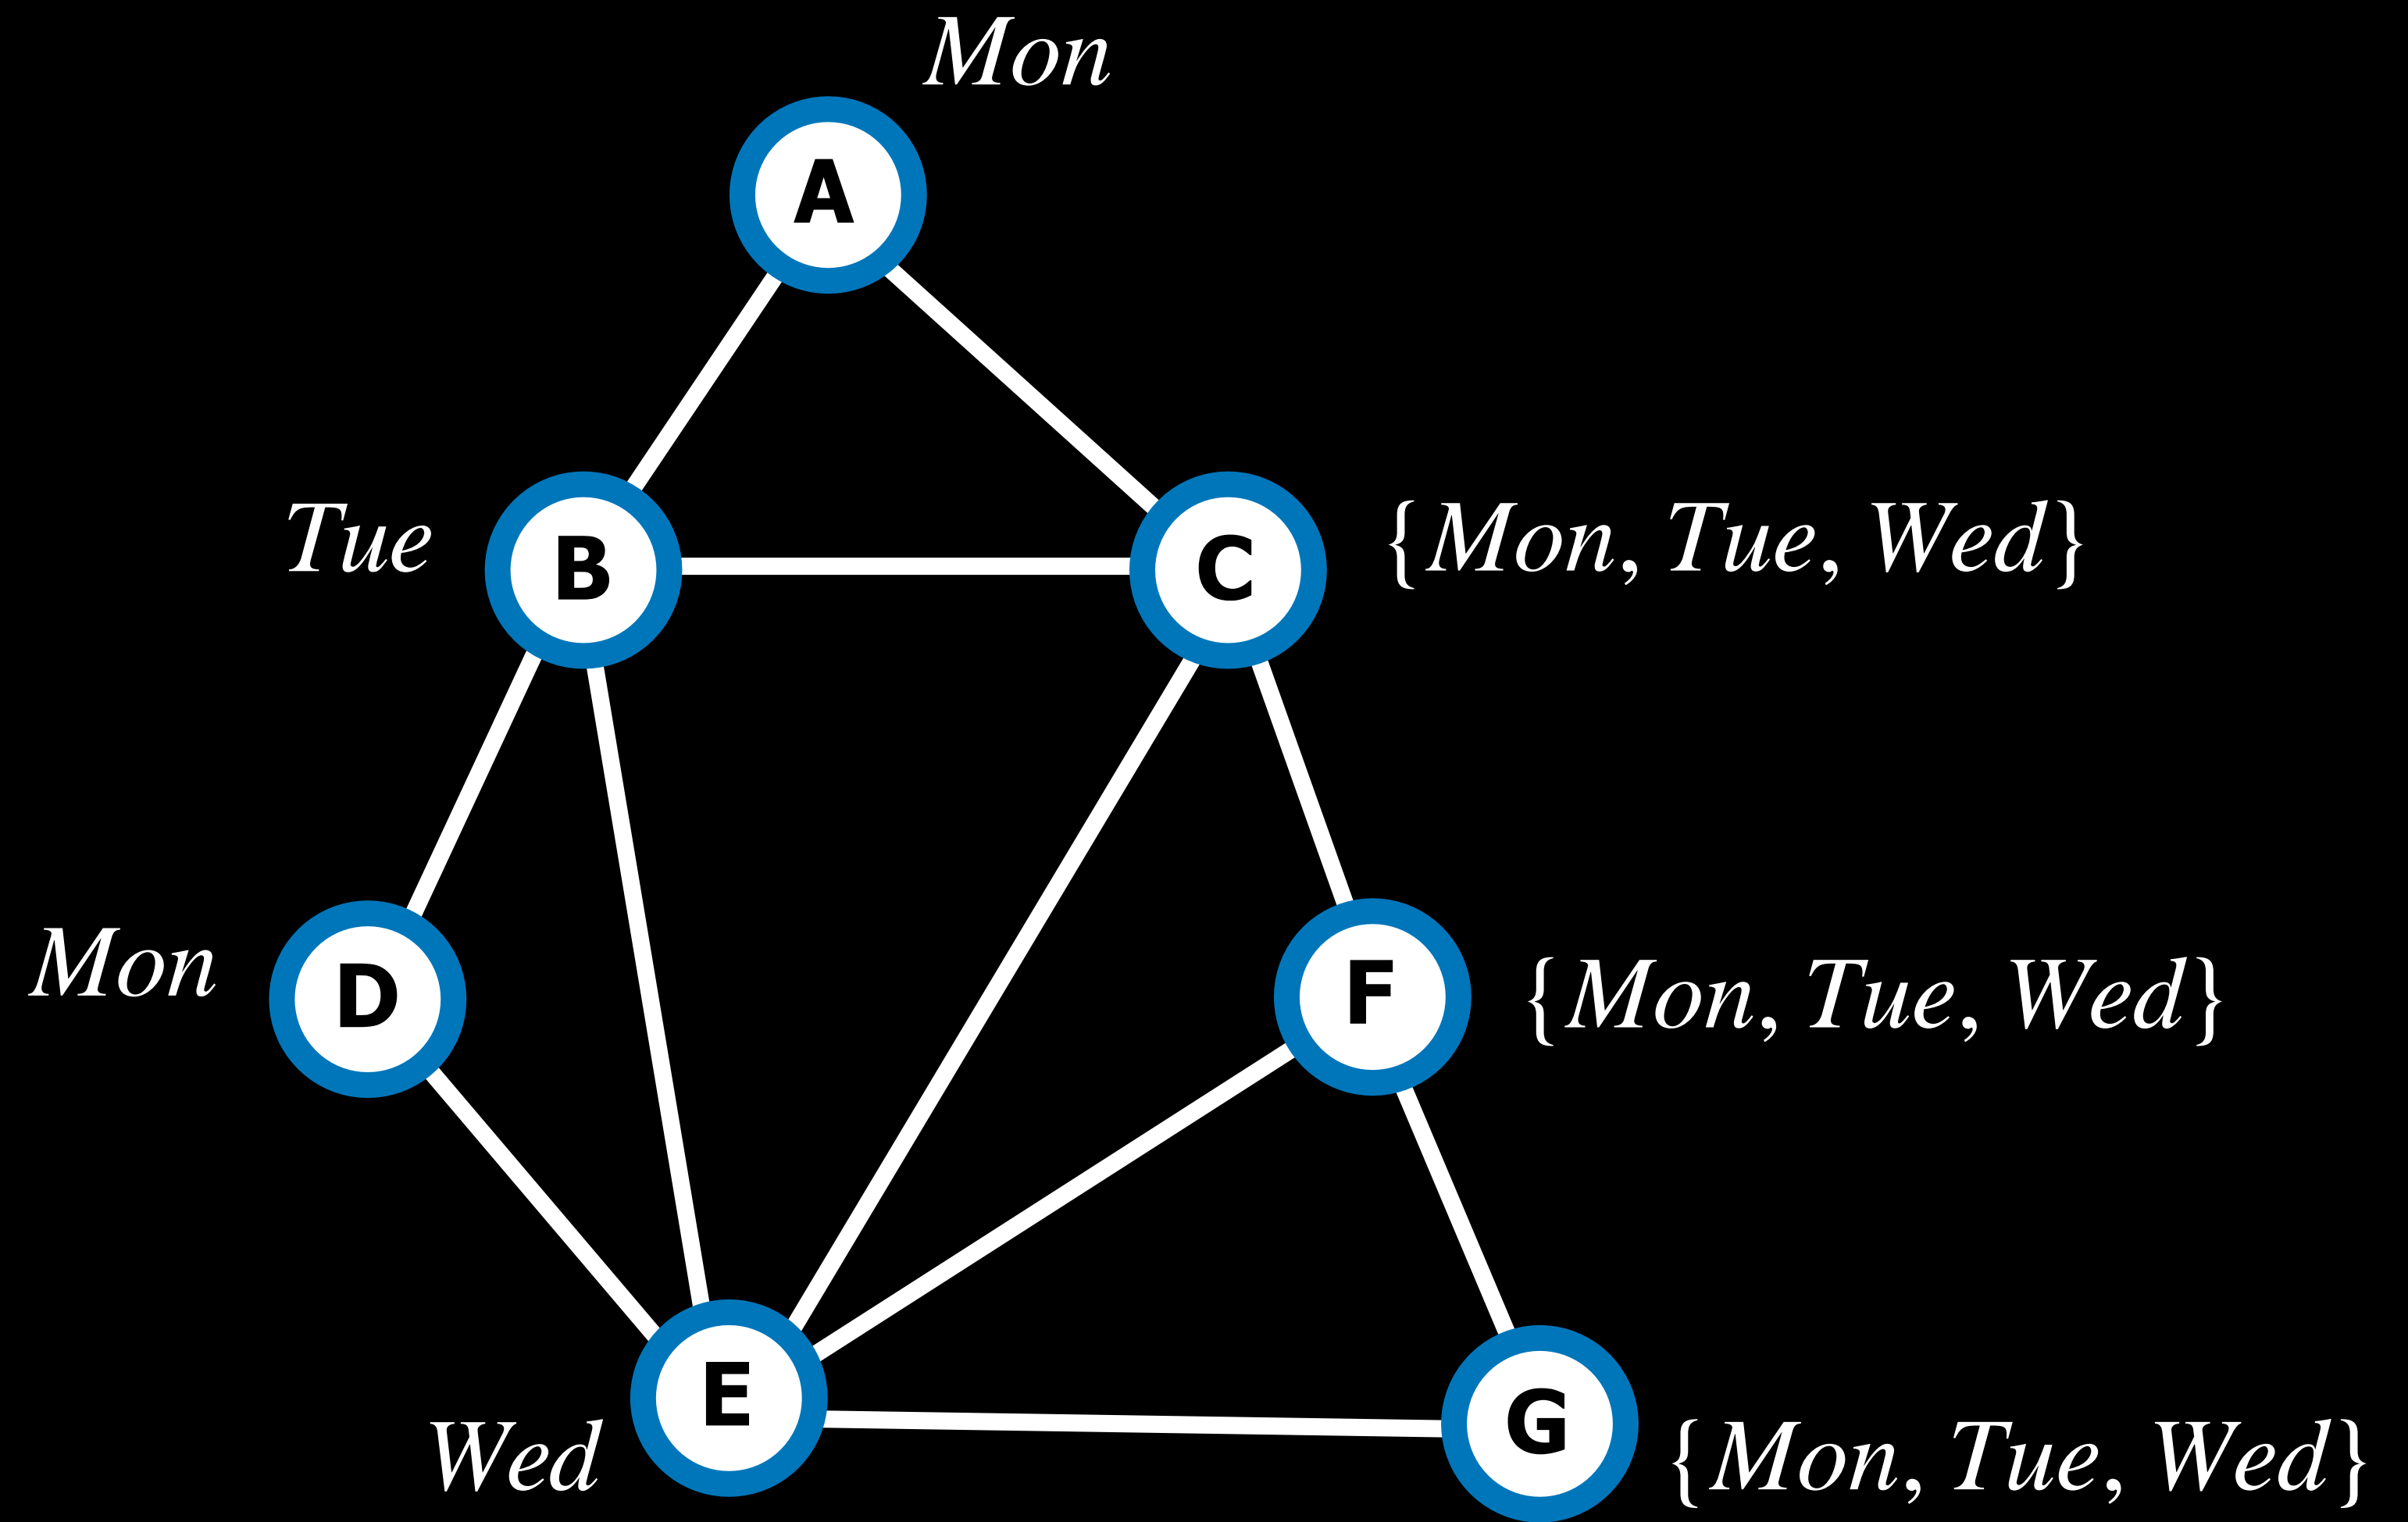 Mon
A
Tue
B
C
{Mon, Tue, Wed}
Mon
D
F
{Mon, Tue, Wed}
E
Wed
G
{Mon, Tue, Wed}